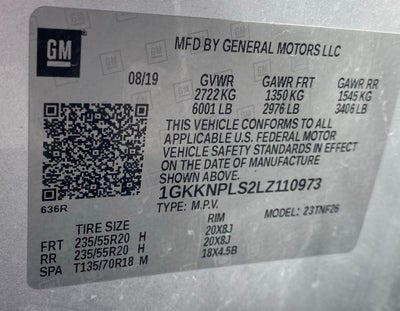 GM
MFD BY GENERAL MOTORS LLC
08/19 GVWR GAWR FRT GAWR RR
2722 KG 1350 KG 1545 KG
6001 LB 2976 LB 3406 LB
THIS VEHICLE CONFORMS TO ALL
APPLICABLE U.S. FEDERAL MOTOR
VEHICLE SAFETY STANDARDS IN EFFECT
ON THE DATE OF MANUFACTURE
SHOWN ABOVE.
1GKKNPLS2LZ110973
636R
TYPE: M.P.V. MODEL: 23TNF26
TIRE SIZE RIM
FRT 235/55R20 H 20X8J
RR 235/55R20 H 20X8J
SPA T135/70R18 M 18X4.5B